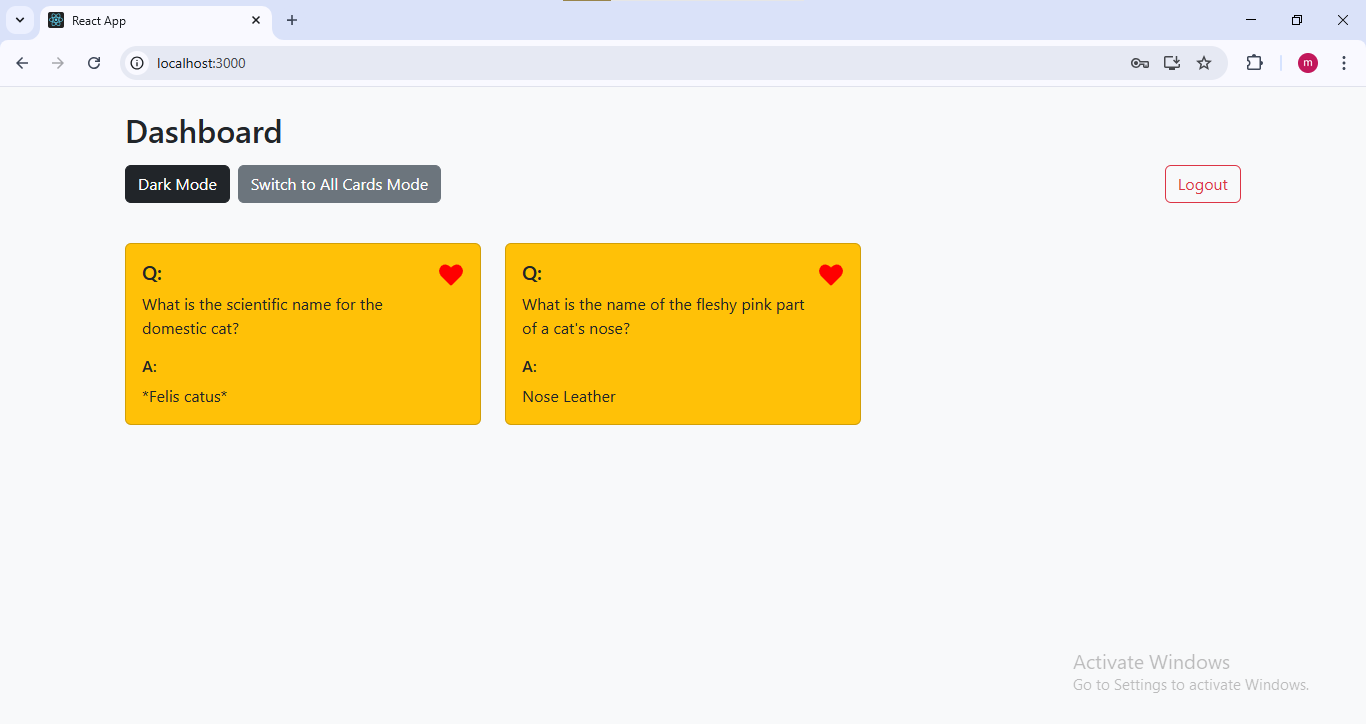 React App
localhost:3000
m
Dashboard
Dark Mode
Switch to All Cards Mode
Logout
Q:
What is the scientific name for the
domestic cat?
A:
*Felis catus*
Q:
What is the name of the fleshy pink part
of a cat's nose?
A:
Nose Leather
Activate Windows
Go to Settings to activate Windows.